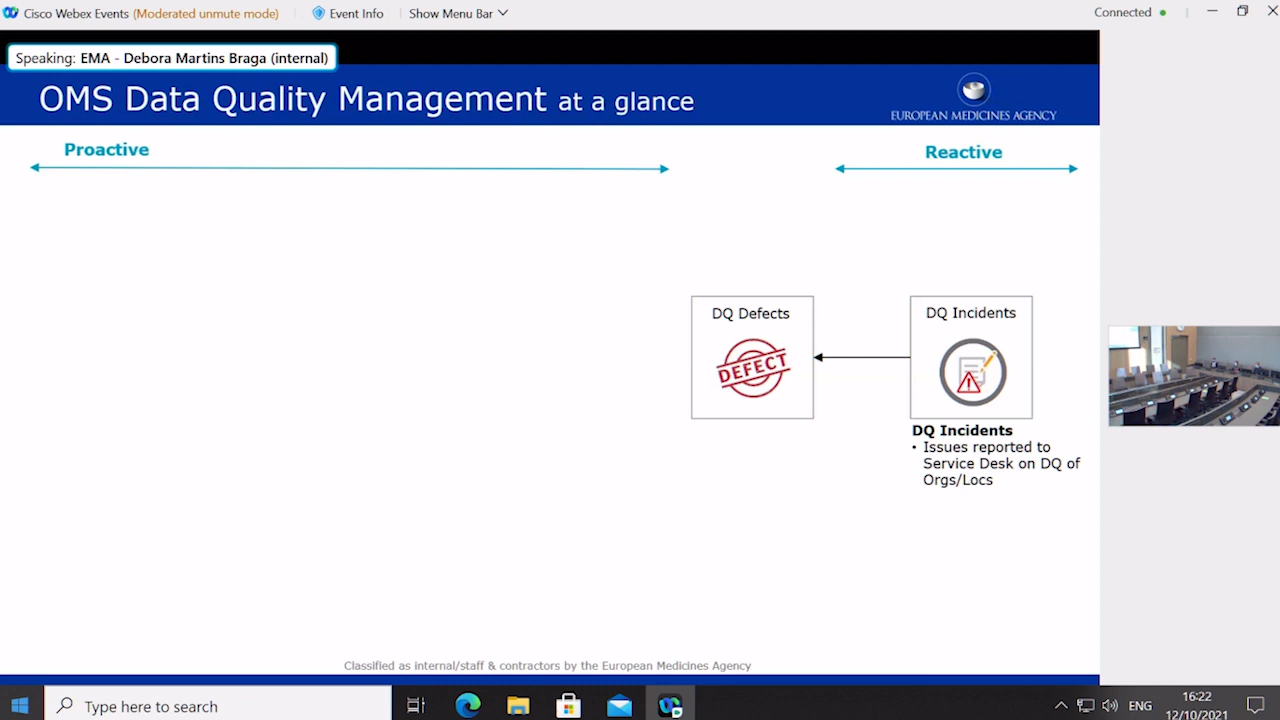 Cisco Webex Events (Moderated unmute mode) Event Info Show Menu Bar Connected
Speaking: EMA - Debora Martins Braga (internal)
OMS Data Quality Management at a glance
EUROPEAN MEDICINES AGENCY
Proactive
Reactive
DQ Defects
DEFECT
DQ Incidents
DQ Incidents
• Issues reported to
Service Desk on DQ of
Orgs/Locs
Classified as internal/staff & contractors by the European Medicines Agency
Type here to search
ENG
16:22
12/10/2021